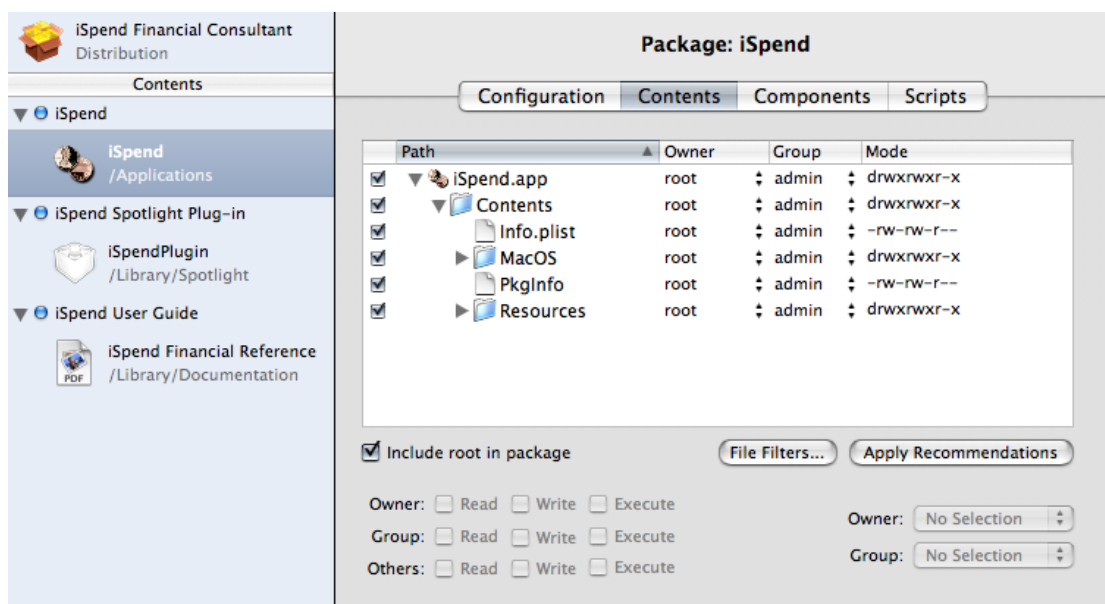 iSpend Financial Consultant
Distribution
Contents
iSpend
iSpend
/Applications
iSpend Spotlight Plug-in
iSpendPlugin
/Library/Spotlight
iSpend User Guide
iSpend Financial Reference
PDF /Library/Documentation
Package: iSpend
Configuration Contents Components Scripts
Path Owner Group Mode
iSpend.app root admin drwxrwxr-x
Contents root admin drwxrwxr-x
Info.plist root admin -rw-rw-r--
MacOS root admin drwxrwxr-x
PkgInfo root admin -rw-rw-r--
Resources root admin drwxrwxr-x
Include root in package File Filters... Apply Recommendations
Owner: Read Write Execute
Group: Read Write Execute
Others: Read Write Execute
Owner: No Selection
Group: No Selection